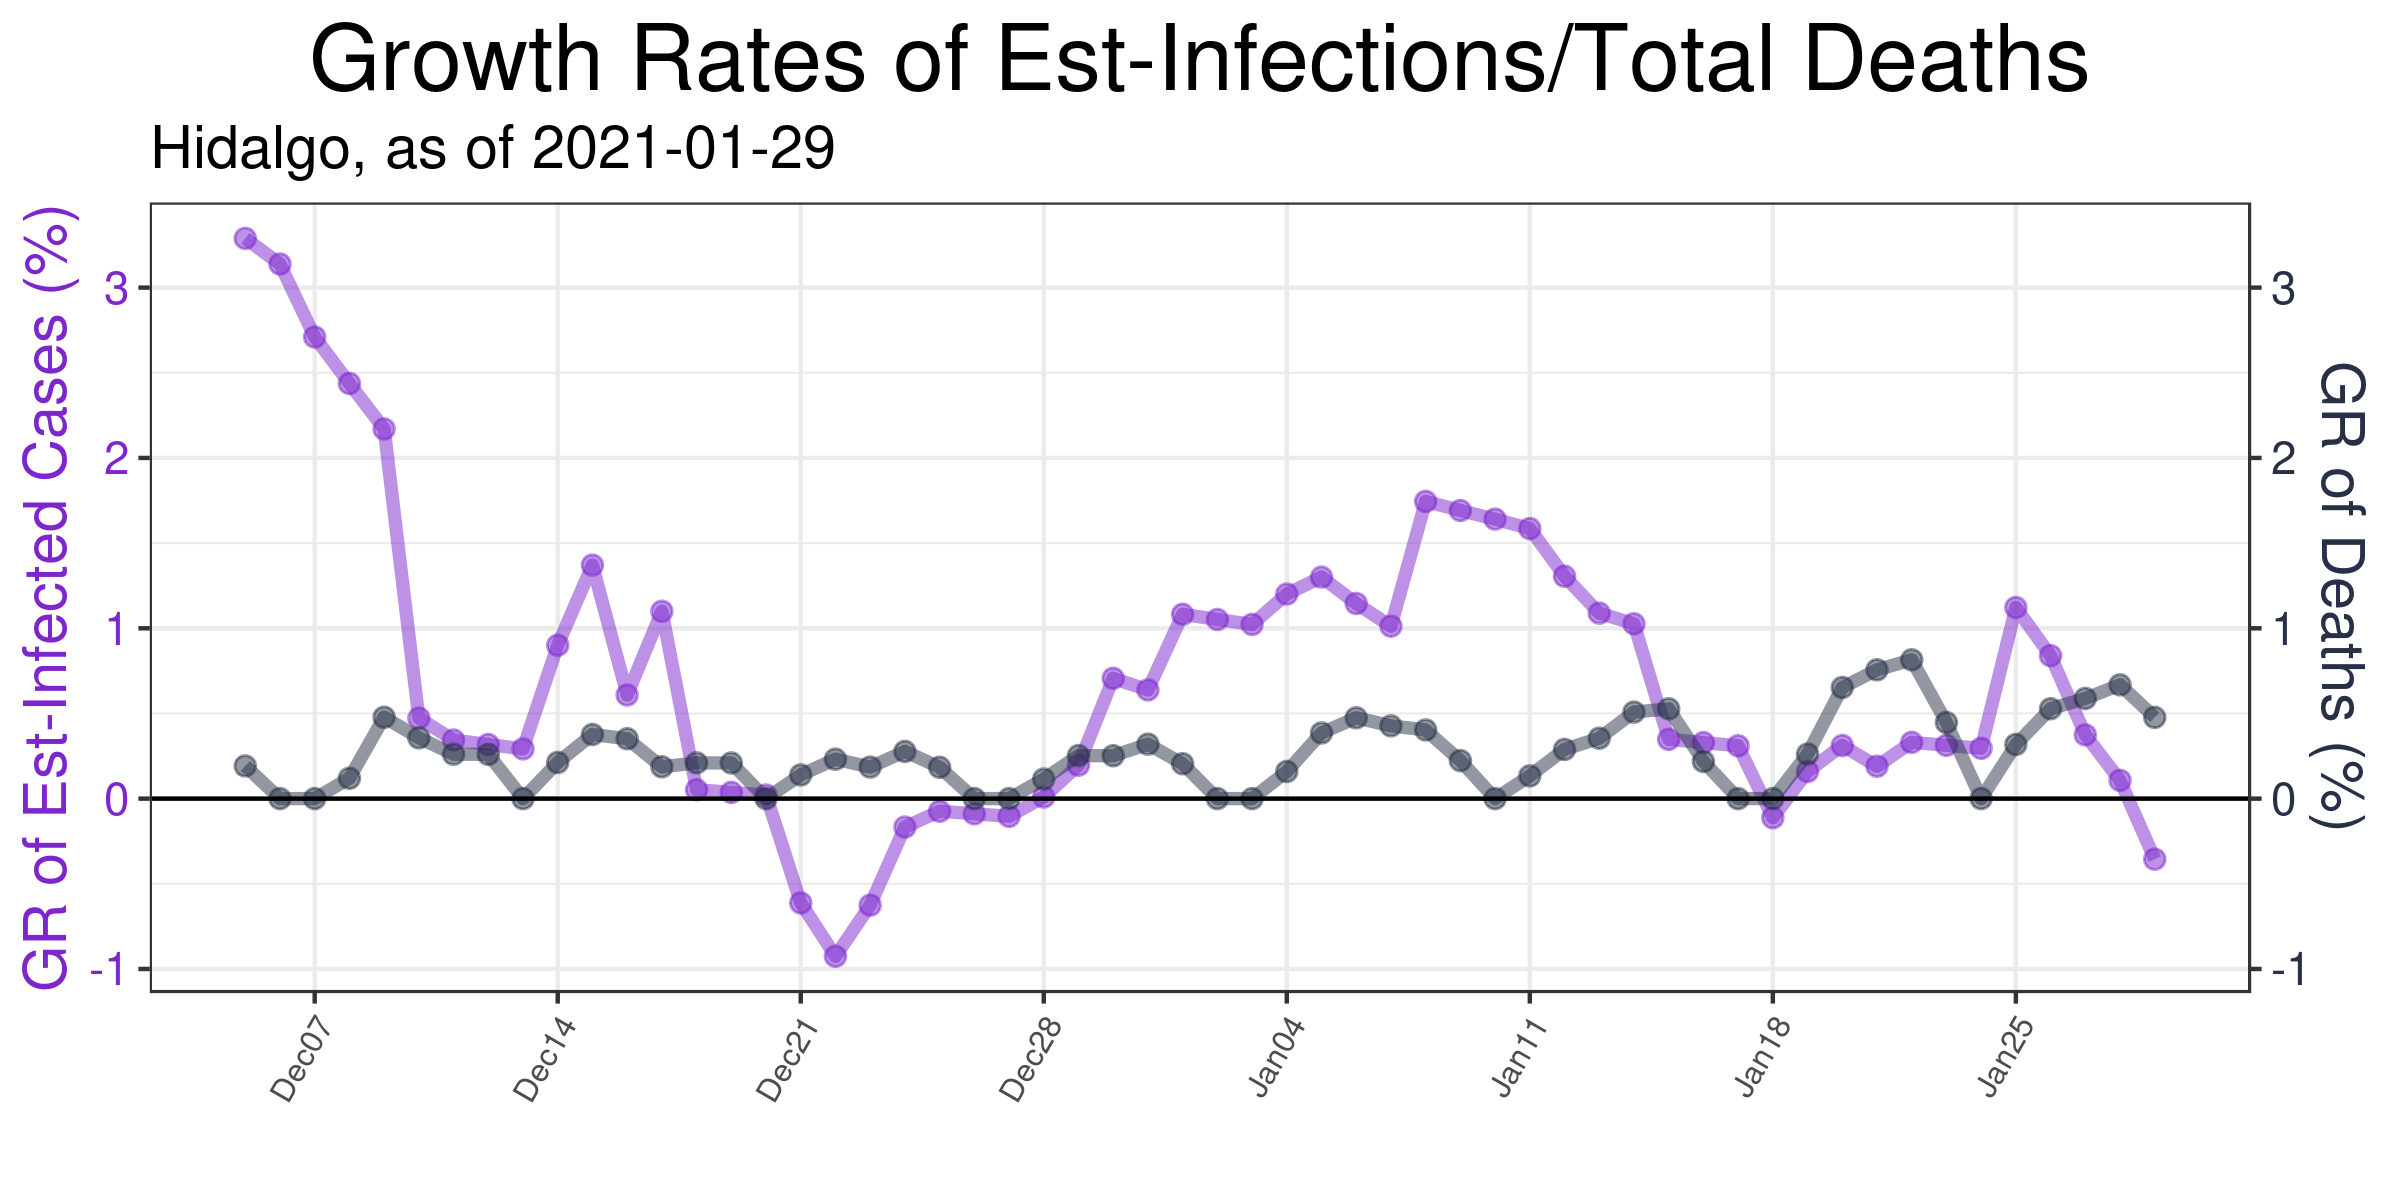 Growth Rates of Est-Infections/Total Deaths
Hidalgo, as of 2021-01-29
GR of Est-Infected Cases (%)
3
2
1
0
-1
3
2
1
0
-1
GR of Deaths (%)
Dec07
Dec14
Dec21
Dec28
Jan04
Jan11
Jan18
Jan25